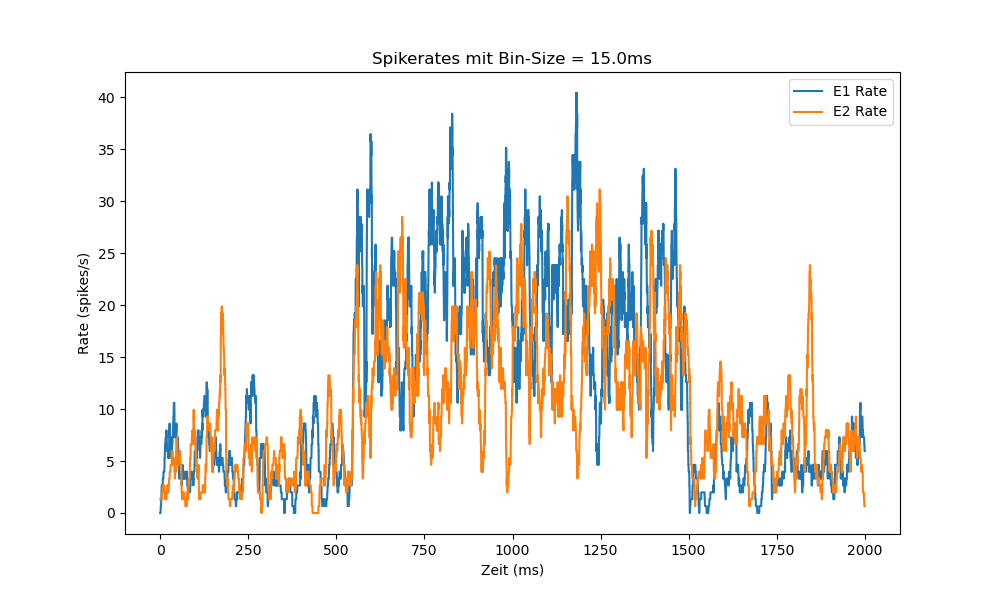 Spikerates mit Bin-Size = 15.0ms
E1 Rate
E2 Rate
40
35
30
25
20
15
10
5
0
Rate (spikes/s)
0 250 500 750 1000 1250 1500 1750 2000
Zeit (ms)